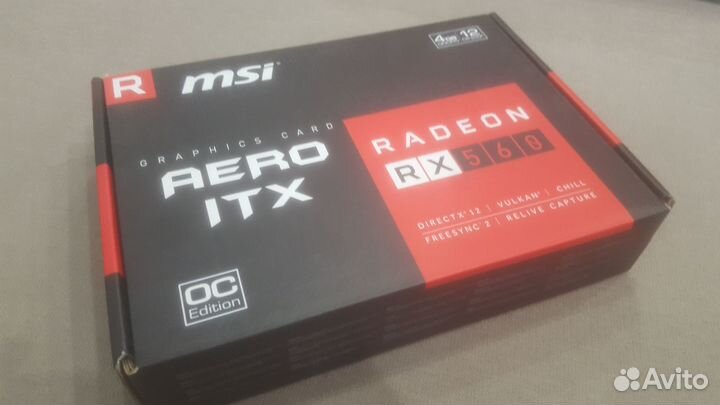 R
msi
4GB 12
GRAPHICS CARD
AERO
ITX
RADEON
RX 560
DIRECTX 12 | VULKAN | CHILL
FREESYNC 2 | RELIVE CAPTURE
OC
Edition
Avito